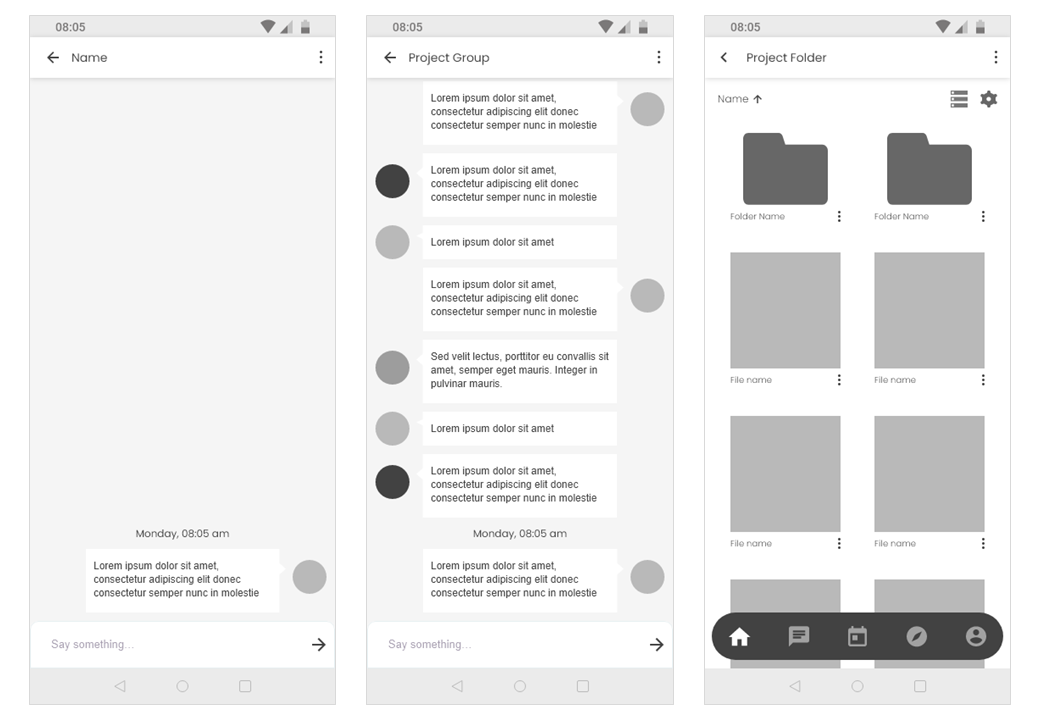 08:05
Name
Monday, 08:05 am
Lorem ipsum dolor sit amet,
consectetur adipiscing elit donec
consectetur semper nunc in molestie
Say something...
08:05
Project Group
Lorem ipsum dolor sit amet,
consectetur adipiscing elit donec
consectetur semper nunc in molestie
Lorem ipsum dolor sit amet,
consectetur adipiscing elit donec
consectetur semper nunc in molestie
Lorem ipsum dolor sit amet
Lorem ipsum dolor sit amet,
consectetur adipiscing elit donec
consectetur semper nunc in molestie
Sed velit lectus, porttitor eu convallis sit
amet, semper eget mauris. Integer in
pulvinar mauris.
Lorem ipsum dolor sit amet
Lorem ipsum dolor sit amet,
consectetur adipiscing elit donec
consectetur semper nunc in molestie
Monday, 08:05 am
Lorem ipsum dolor sit amet,
consectetur adipiscing elit donec
consectetur semper nunc in molestie
Say something...
08:05
Project Folder
Name
Folder Name
Folder Name
File name
File name
File name
File name